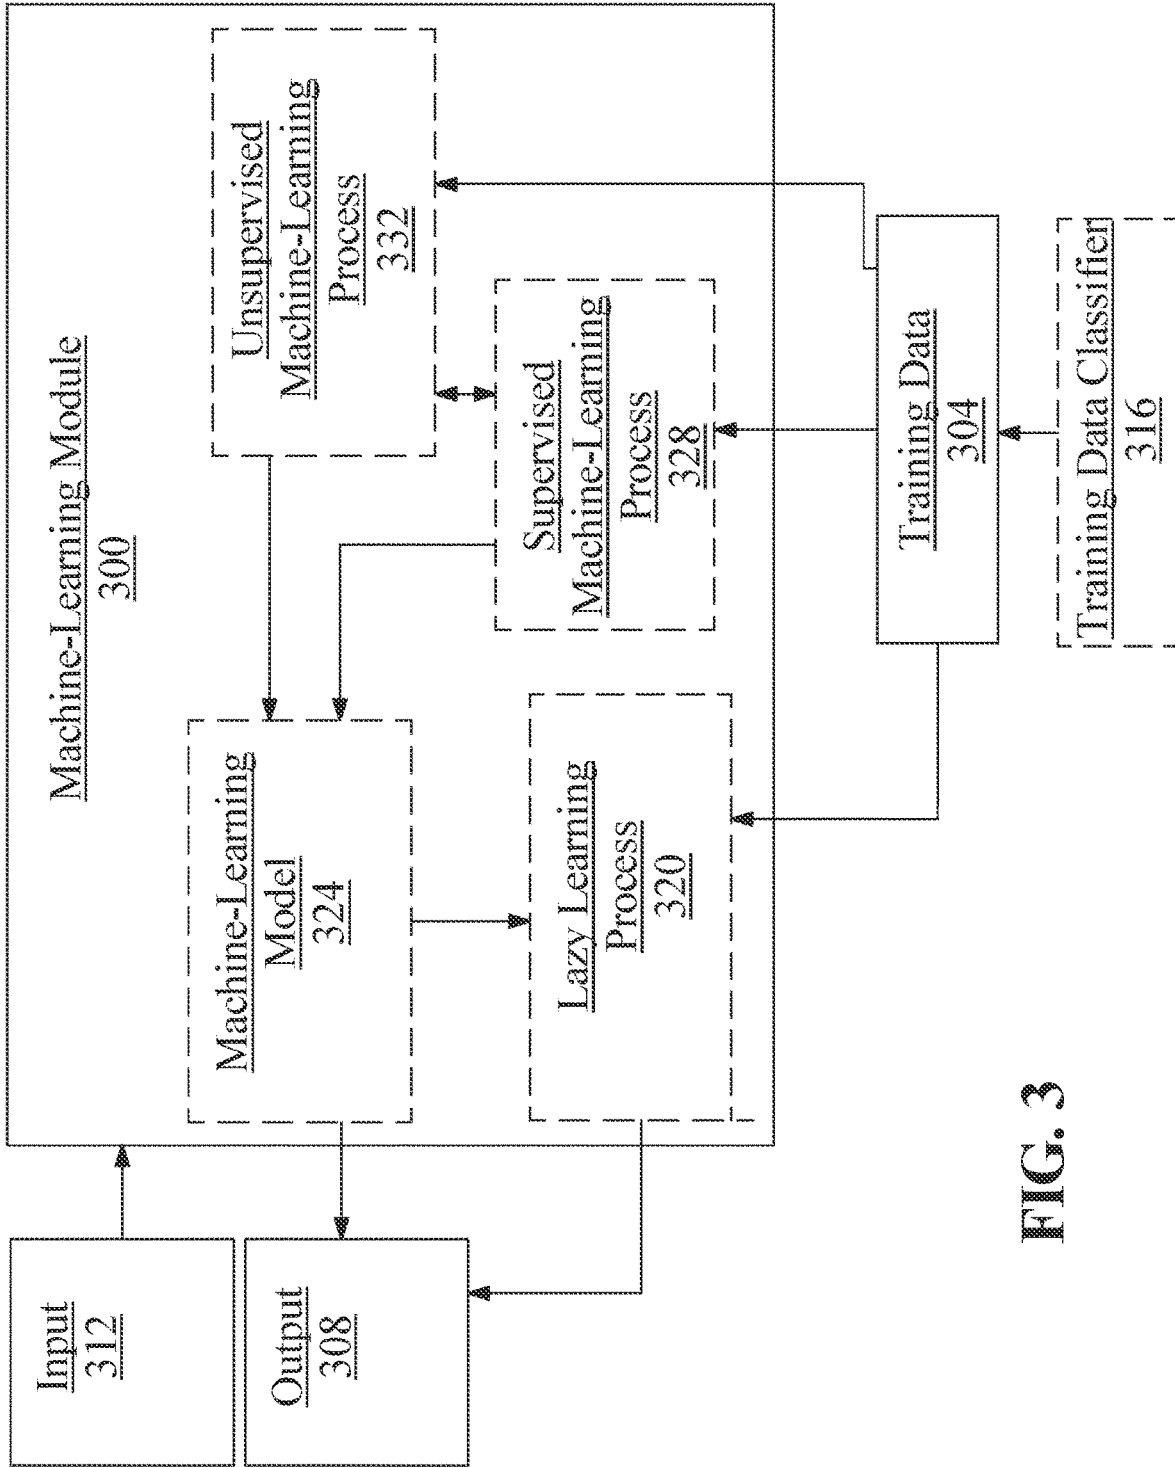 Machine-Learning Module
300
Input
312
Output
308
Machine-Learning
Model
324
Unsupervised
Machine-Learning
Process
332
Lazy Learning
Process
320
Supervised
Machine-Learning
Process
328
Training Data
304
Training Data Classifier
316
FIG. 3